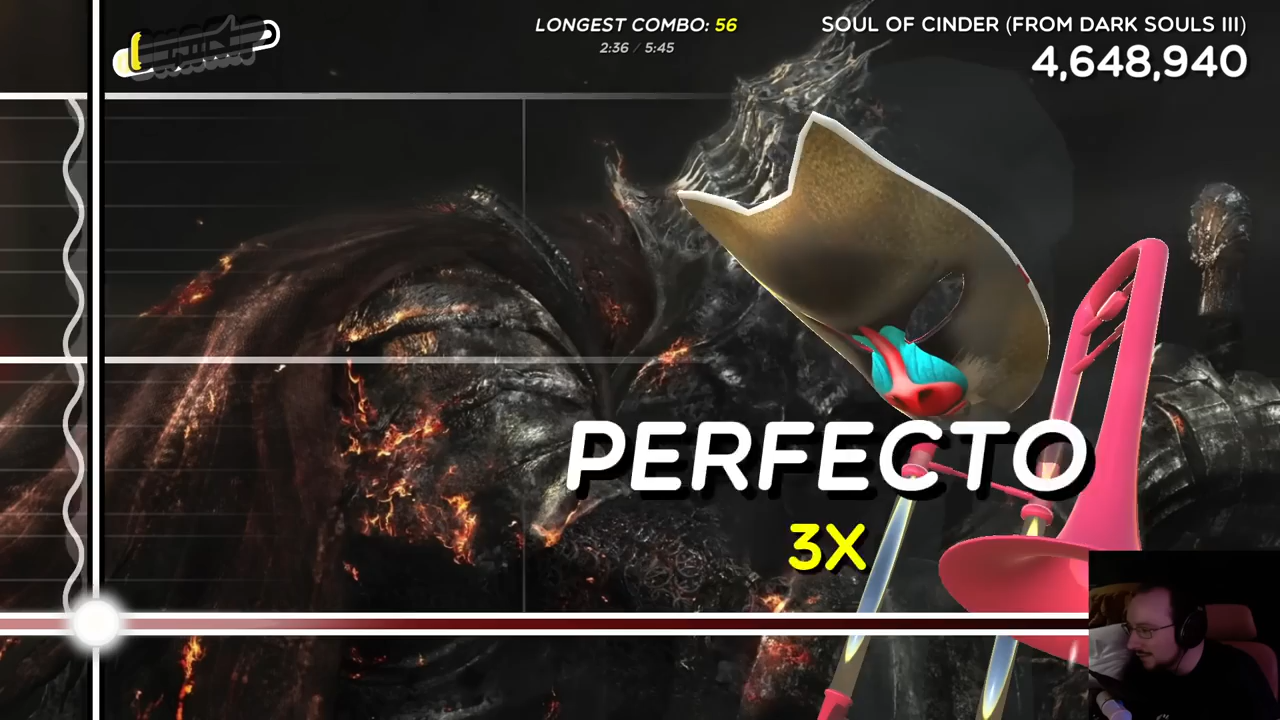 LONGEST COMBO: 56
2:36 / 5:45
SOUL OF CINDER (FROM DARK SOULS III)
4,648,940
PERFECTO
3X